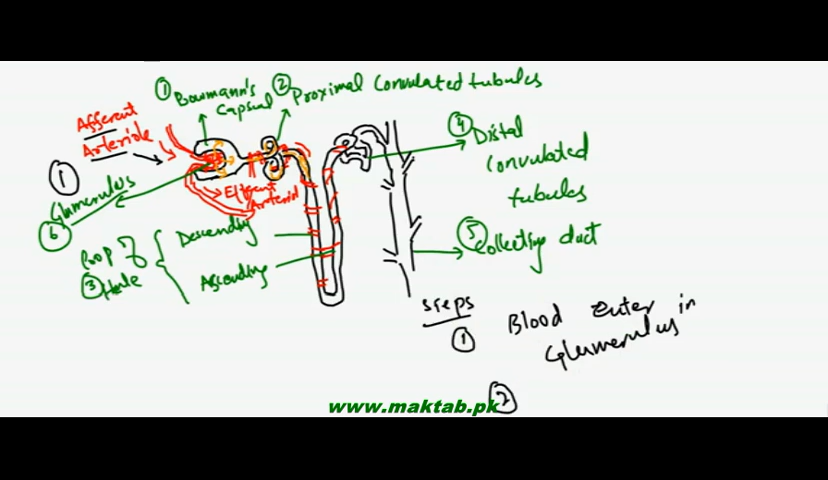 ① Bowmann's
Capsul
② Proximal Convulated tubules
Afferent
Arteriole
①
Glumerulus
⑥
Efferent
Arteriol
Loop of
③ Henle
Descending
Ascending
④ Distal
Convulated
tubules
⑤ Collecting duct
Steps
① Blood enter in
Glumerulus
②
www.maktab.pk